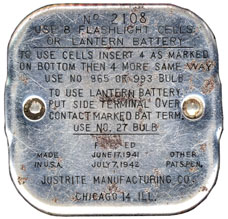 No 2108
USE 8 FLASHLIGHT CELLS
OR LANTERN BATTERY
TO USE CELLS INSERT 4 AS MARKED
ON BOTTOM THEN 4 MORE SAME WAY
USE NO 965 OR 993 BULB
TO USE LANTERN BATTERY
PUT SIDE TERMINAL OVER
CONTACT MARKED BAT TERM.
USE NO. 27 BULB
MADE JUNE 17, 1941 OTHER
IN U.S.A. JULY 7, 1942 PATS. PEN.
JUSTRITE MANUFACTURING CO.
CHICAGO 14, ILL.